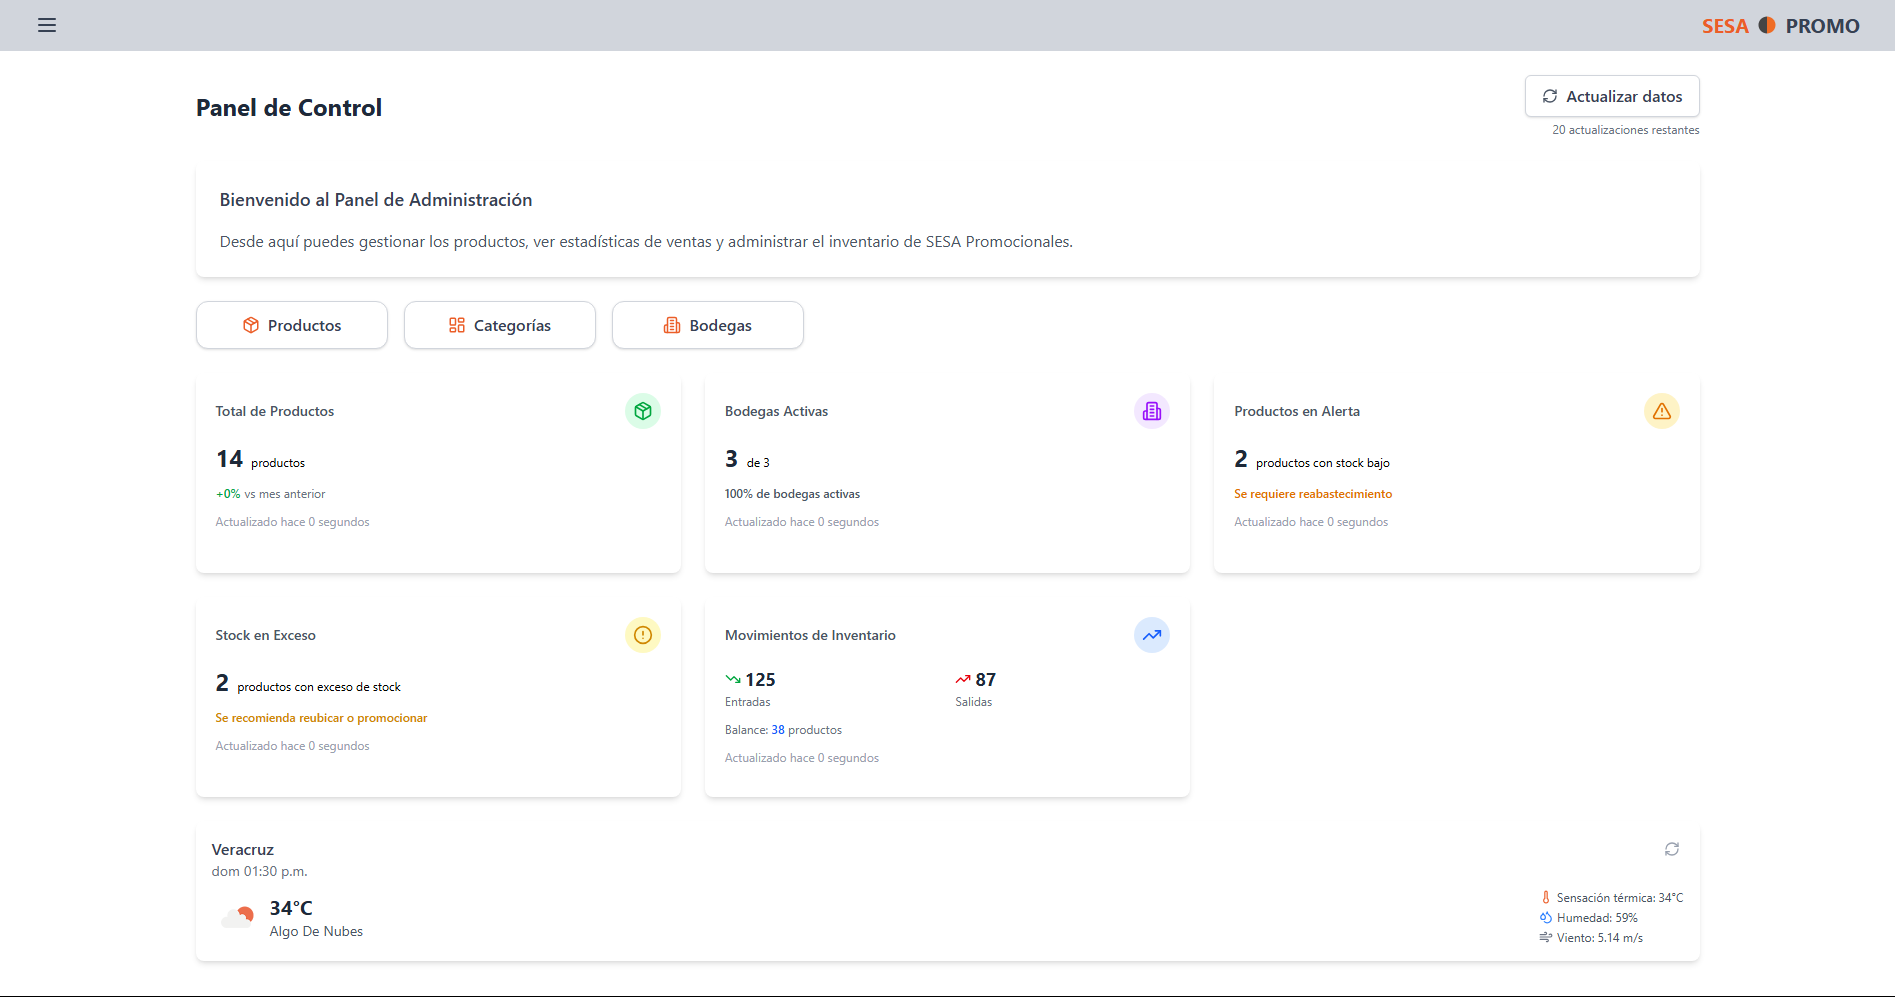 SESA PROMO
Panel de Control
Actualizar datos
20 actualizaciones restantes
Bienvenido al Panel de Administración
Desde aquí puedes gestionar los productos, ver estadísticas de ventas y administrar el inventario de SESA Promocionales.
Productos
Categorías
Bodegas
Total de Productos
14 productos
+0% vs mes anterior
Actualizado hace 0 segundos
Bodegas Activas
3 de 3
100% de bodegas activas
Actualizado hace 0 segundos
Productos en Alerta
2 productos con stock bajo
Se requiere reabastecimiento
Actualizado hace 0 segundos
Stock en Exceso
2 productos con exceso de stock
Se recomienda reubicar o promocionar
Actualizado hace 0 segundos
Movimientos de Inventario
125
Entradas
87
Salidas
Balance: 38 productos
Actualizado hace 0 segundos
Veracruz
dom 01:30 p.m.
34°C
Algo De Nubes
Sensación térmica: 34°C
Humedad: 59%
Viento: 5.14 m/s